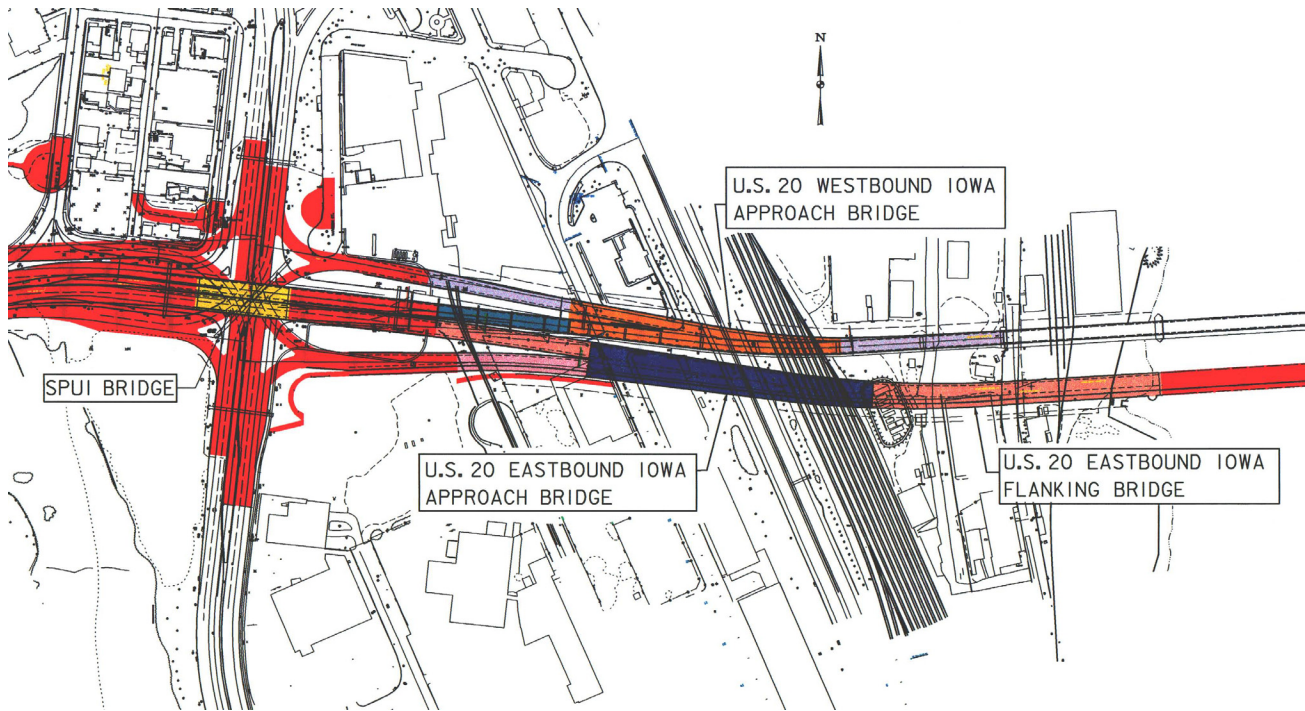 N
U.S. 20 WESTBOUND IOWA
APPROACH BRIDGE
SPUI BRIDGE
U.S. 20 EASTBOUND IOWA
APPROACH BRIDGE
U.S. 20 EASTBOUND IOWA
FLANKING BRIDGE